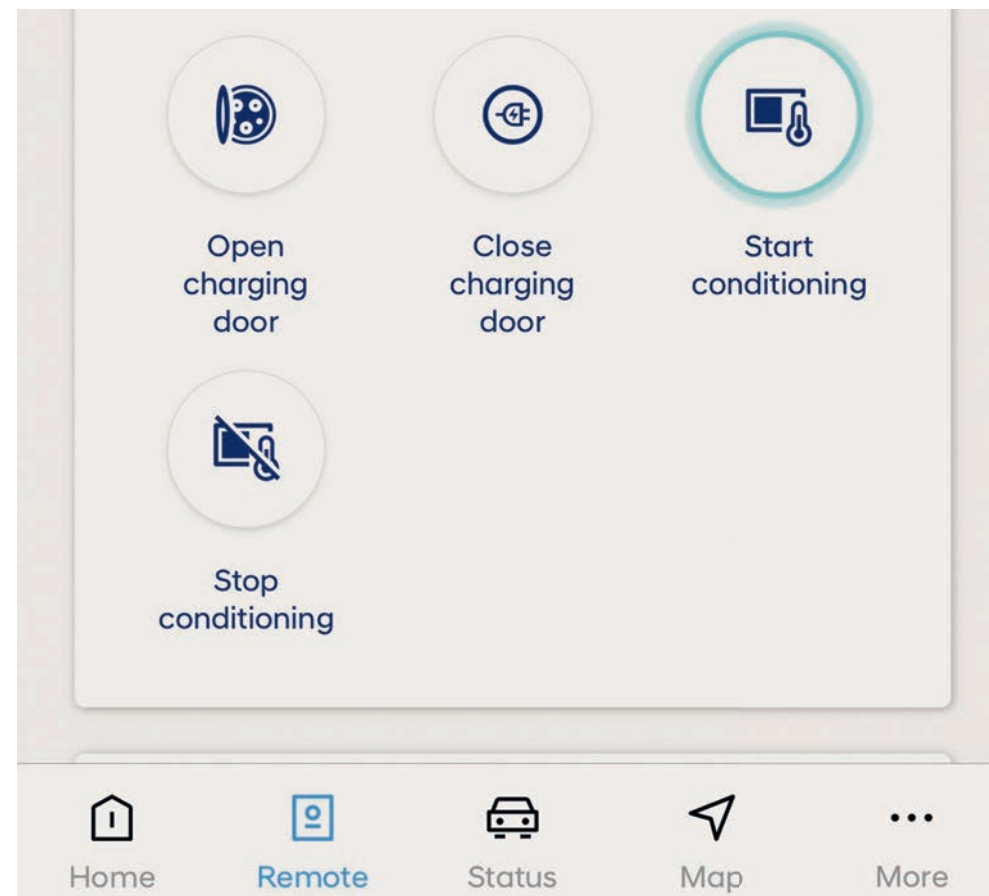 Open
charging
door
Close
charging
door
Start
conditioning
Stop
conditioning
Home
Remote
Status
Map
More